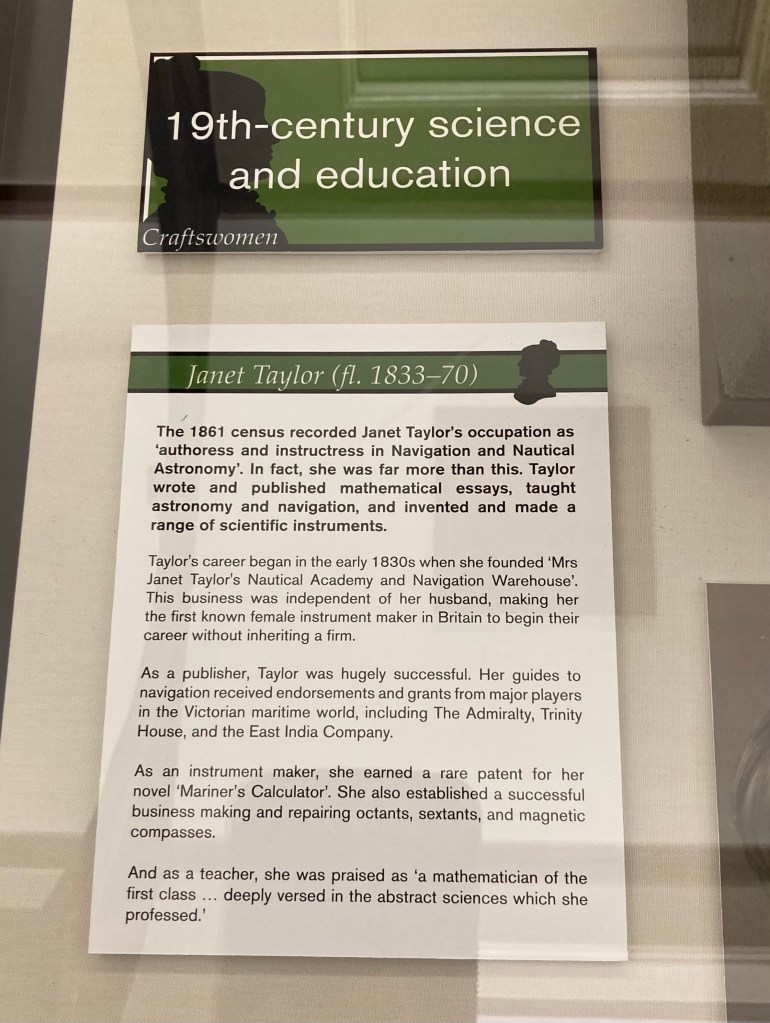 19th-century science
and education
Craftswomen
Janet Taylor (fl. 1833–70)
The 1861 census recorded Janet Taylor's occupation as
'authoress and instructress in Navigation and Nautical
Astronomy'. In fact, she was far more than this. Taylor
wrote and published mathematical essays, taught
astronomy and navigation, and invented and made a
range of scientific instruments.
Taylor's career began in the early 1830s when she founded 'Mrs
Janet Taylor's Nautical Academy and Navigation Warehouse'.
This business was independent of her husband, making her
the first known female instrument maker in Britain to begin their
career without inheriting a firm.
As a publisher, Taylor was hugely successful. Her guides to
navigation received endorsements and grants from major players
in the Victorian maritime world, including The Admiralty, Trinity
House, and the East India Company.
As an instrument maker, she earned a rare patent for her
novel 'Mariner's Calculator'. She also established a successful
business making and repairing octants, sextants, and magnetic
compasses.
And as a teacher, she was praised as 'a mathematician of the
first class … deeply versed in the abstract sciences which she
professed.'